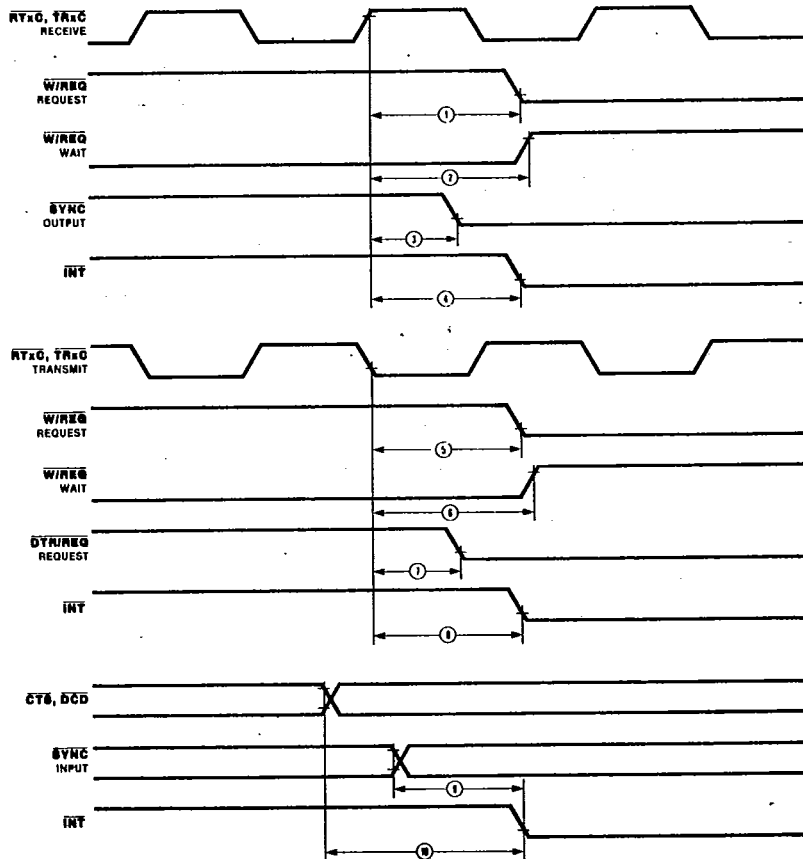 RTxC, TRxC
RECEIVE
W/REQ
REQUEST
1
W/REQ
WAIT
2
SYNC
OUTPUT
3
INT
4
RTxC, TRxC
TRANSMIT
W/REQ
REQUEST
5
W/REQ
WAIT
6
DTR/REQ
REQUEST
7
INT
8
CTS, DCD
SYNC
INPUT
9
INT
10